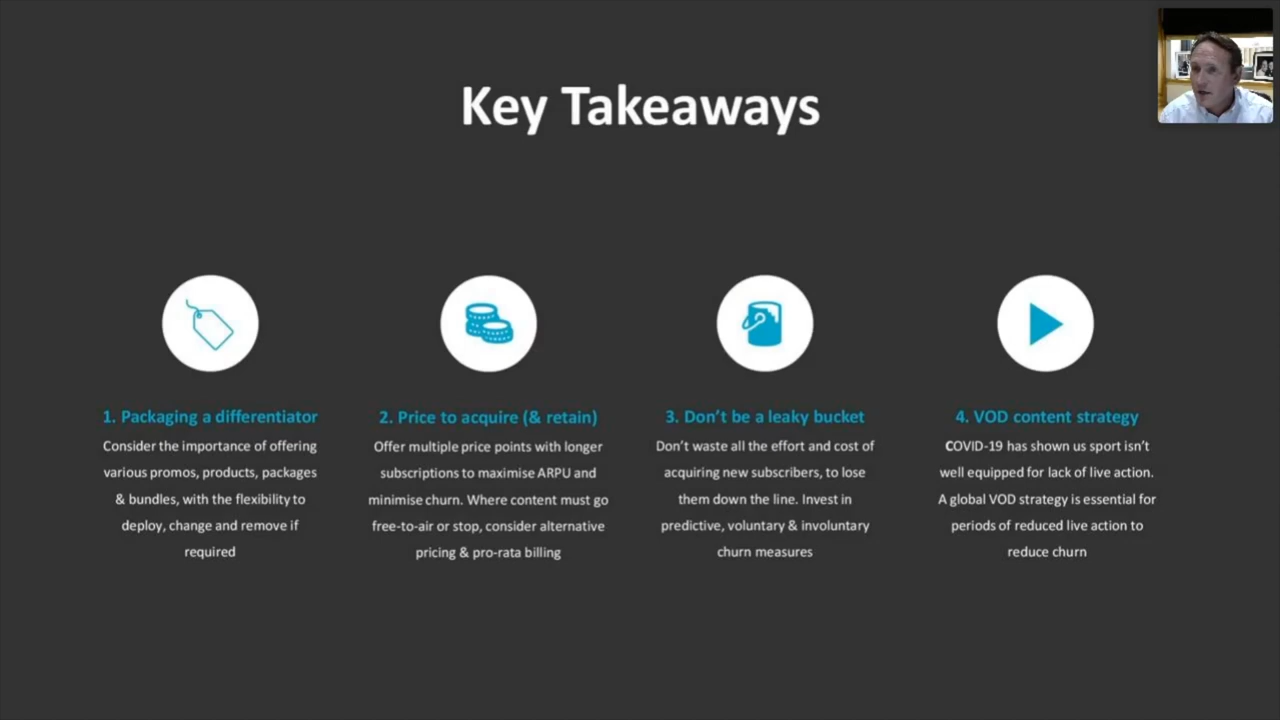 Key Takeaways
1. Packaging a differentiator
Consider the importance of offering
various promos, products, packages
& bundles, with the flexibility to
deploy, change and remove if
required
2. Price to acquire (& retain)
Offer multiple price points with longer
subscriptions to maximise ARPU and
minimise churn. Where content must go
free-to-air or stop, consider alternative
pricing & pro-rata billing
3. Don’t be a leaky bucket
Don’t waste all the effort and cost of
acquiring new subscribers, to lose
them down the line. Invest in
predictive, voluntary & involuntary
churn measures
4. VOD content strategy
COVID-19 has shown us sport isn’t
well equipped for lack of live action.
A global VOD strategy is essential for
periods of reduced live action to
reduce churn